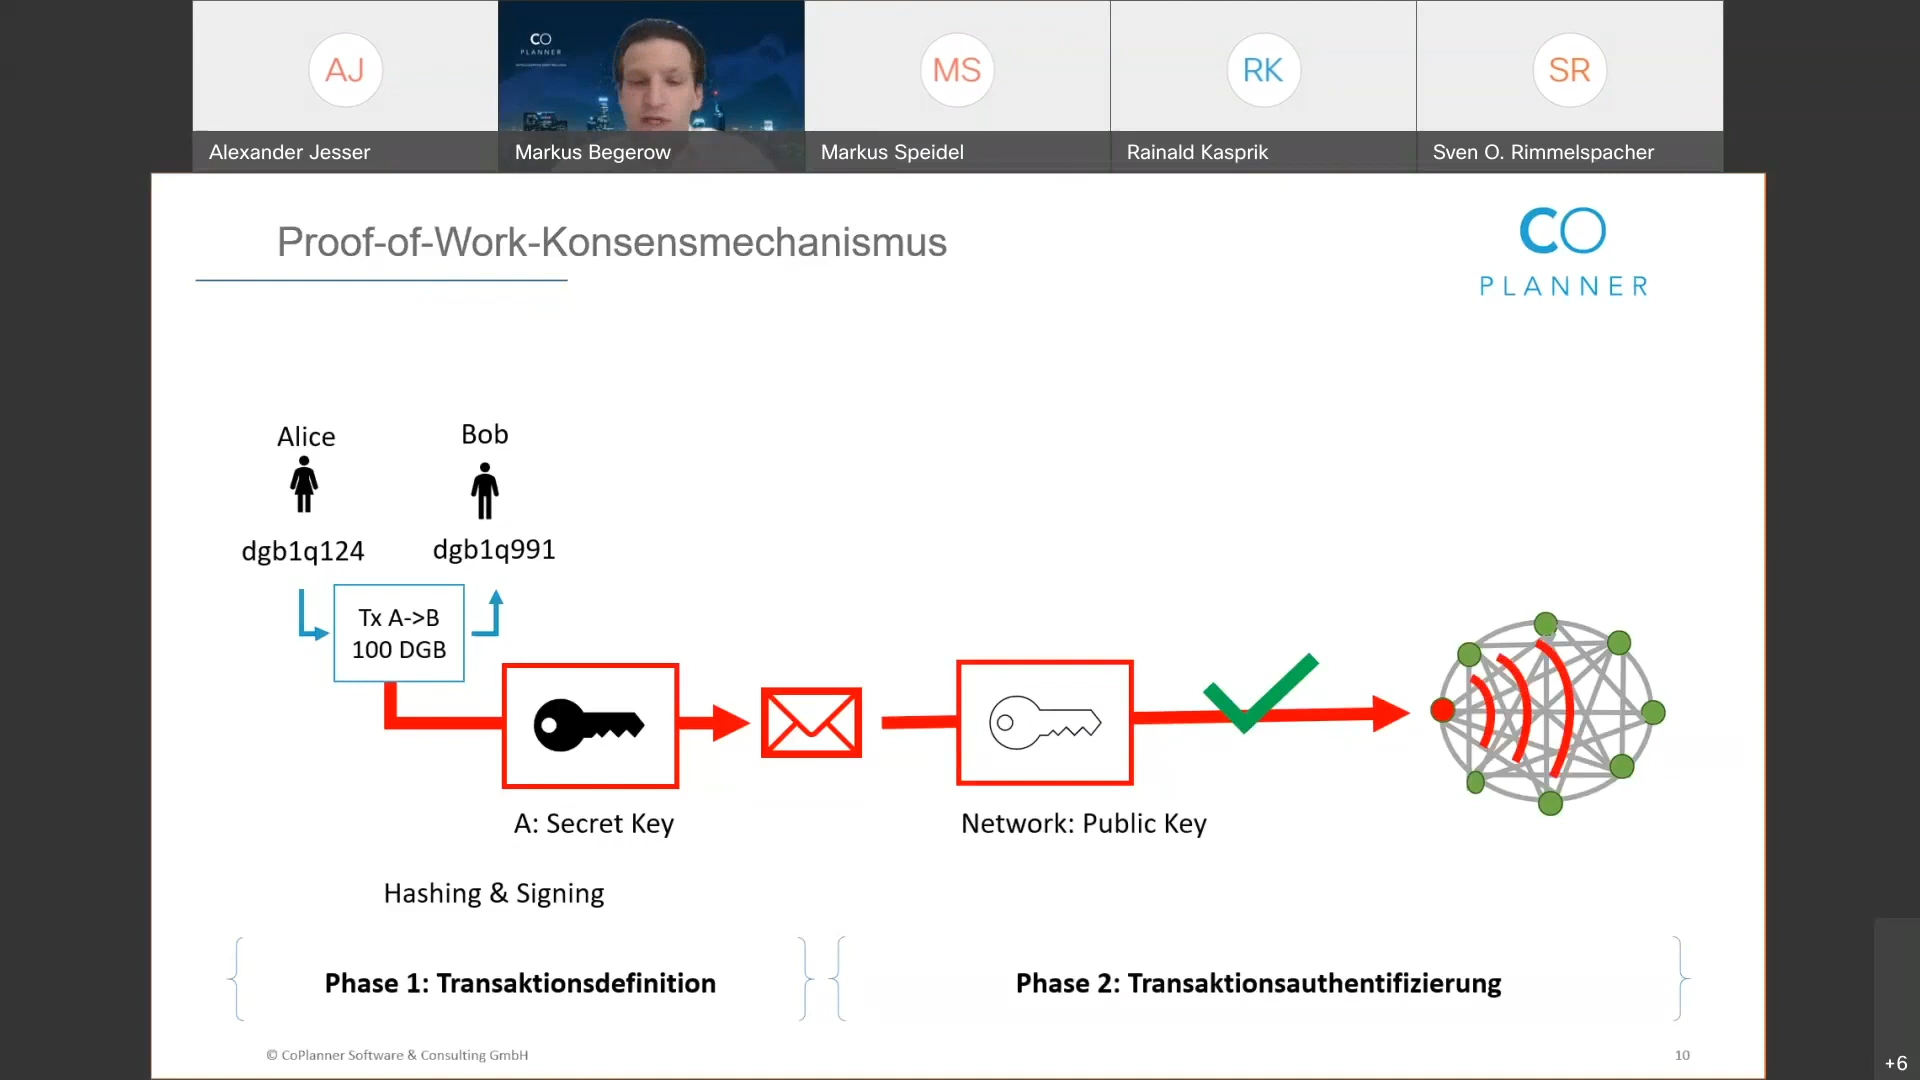 AJ
CO
PLANNER
MS
RK
SR
Alexander Jesser
Markus Begerow
Markus Speidel
Rainald Kasprik
Sven O. Rimmelspacher
Proof-of-Work-Konsensmechanismus
CO
PLANNER
Alice
Bob
dgb1q124
dgb1q991
Tx A->B
100 DGB
A: Secret Key
Network: Public Key
Hashing & Signing
Phase 1: Transaktionsdefinition
Phase 2: Transaktionsauthentifizierung
© CoPlanner Software & Consulting GmbH
10
+6